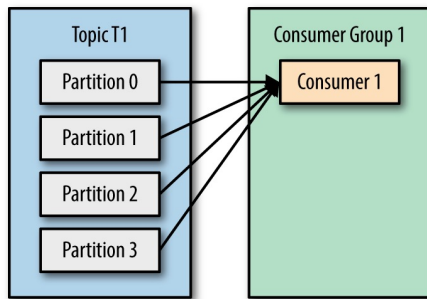 Topic T1
Partition 0
Partition 1
Partition 2
Partition 3
Consumer Group 1
Consumer 1